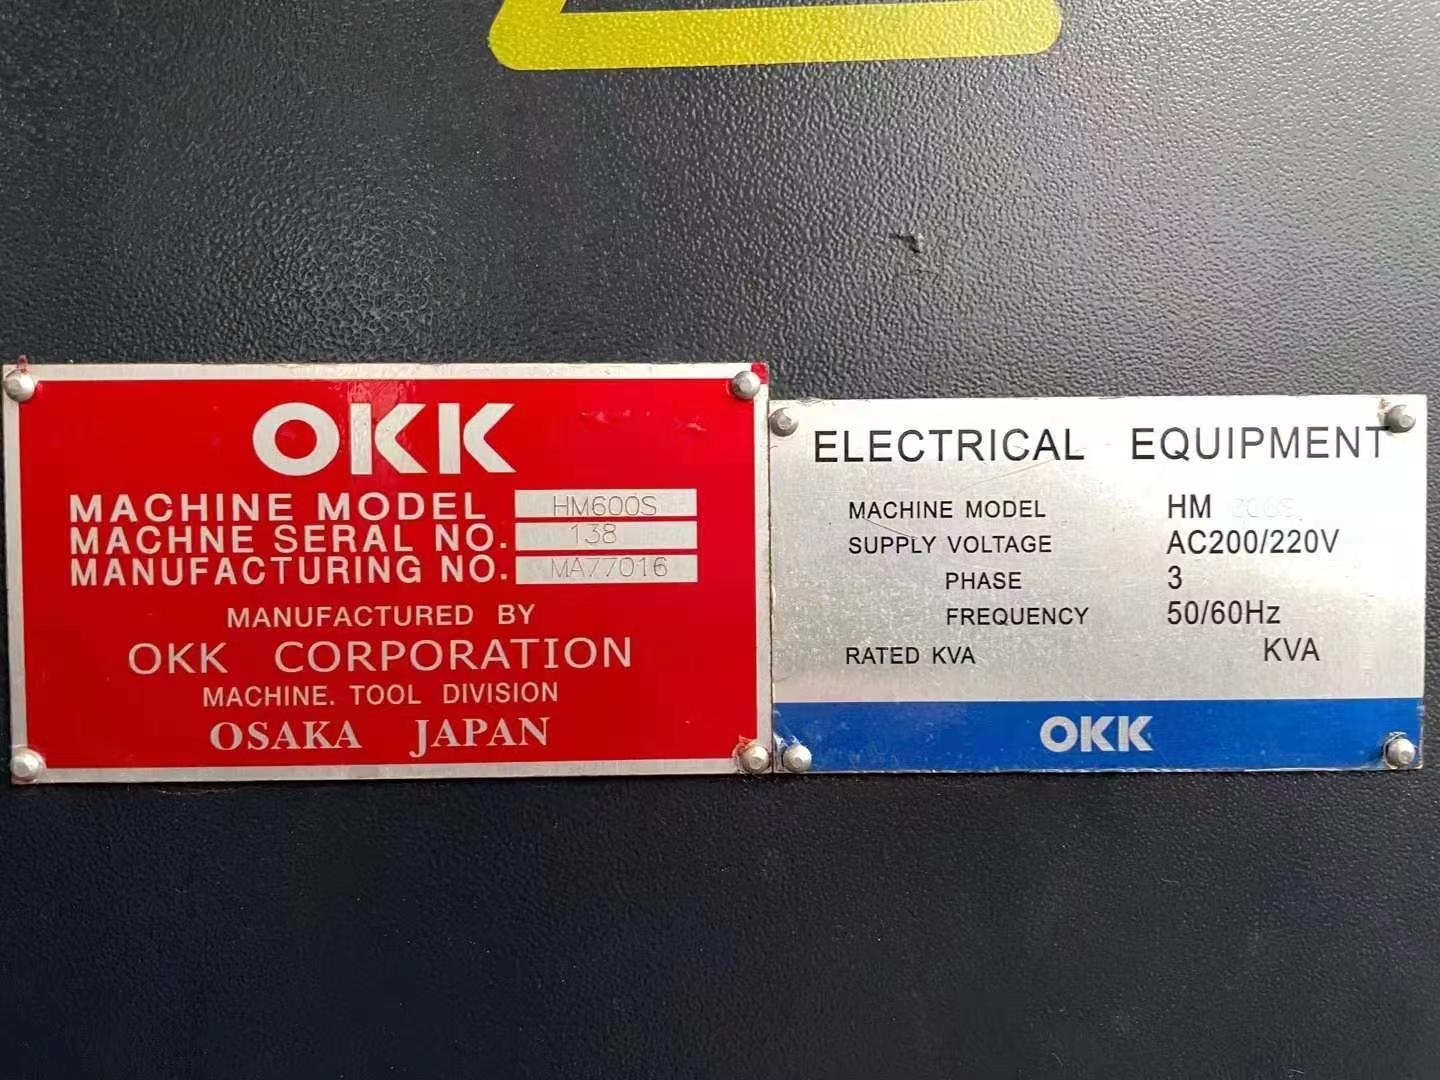 OKK
MACHINE MODEL HM600S
MACHNE SERAL NO. 138
MANUFACTURING NO. MA77016
MANUFACTURED BY
OKK CORPORATION
MACHINE. TOOL DIVISION
OSAKA JAPAN
ELECTRICAL EQUIPMENT
MACHINE MODEL HM
SUPPLY VOLTAGE AC200/220V
PHASE 3
FREQUENCY 50/60Hz
RATED KVA KVA
OKK